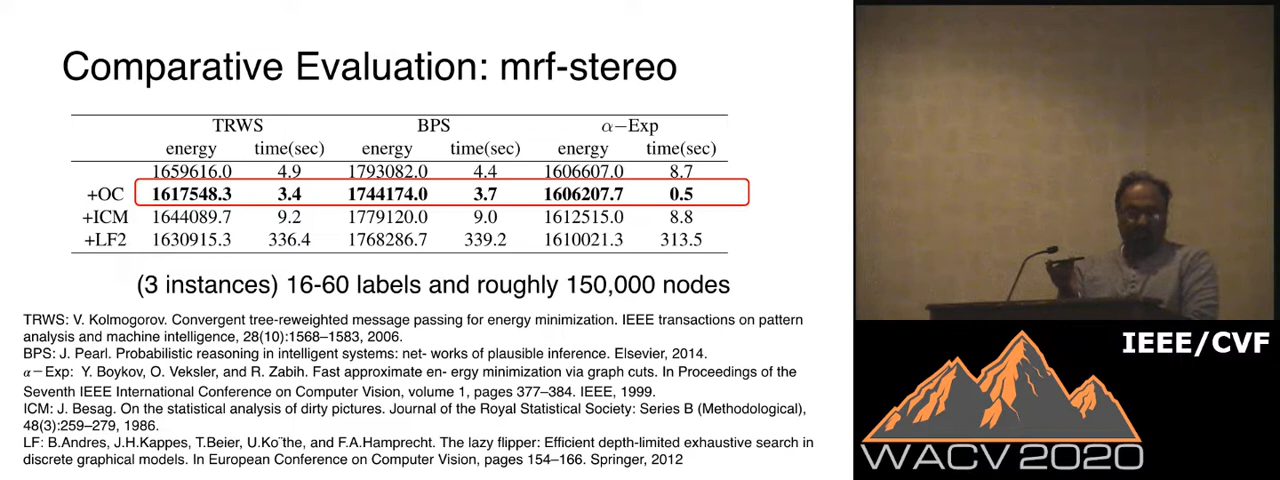 Comparative Evaluation: mrf-stereo
TRWS BPS α−Exp
energy time(sec) energy time(sec) energy time(sec)
1659616.0 4.9 1793082.0 4.4 1606607.0 8.7
+OC 1617548.3 3.4 1744174.0 3.7 1606207.7 0.5
+ICM 1644089.7 9.2 1779120.0 9.0 1612515.0 8.8
+LF2 1630915.3 336.4 1768286.7 339.2 1610021.3 313.5
(3 instances) 16-60 labels and roughly 150,000 nodes
TRWS: V. Kolmogorov. Convergent tree-reweighted message passing for energy minimization. IEEE transactions on pattern
analysis and machine intelligence, 28(10):1568–1583, 2006.
BPS: J. Pearl. Probabilistic reasoning in intelligent systems: net- works of plausible inference. Elsevier, 2014.
α−Exp: Y. Boykov, O. Veksler, and R. Zabih. Fast approximate en- ergy minimization via graph cuts. In Proceedings of the
Seventh IEEE International Conference on Computer Vision, volume 1, pages 377–384. IEEE, 1999.
ICM: J. Besag. On the statistical analysis of dirty pictures. Journal of the Royal Statistical Society: Series B (Methodological),
48(3):259–279, 1986.
LF: B.Andres, J.H.Kappes, T.Beier, U.Ko¨the, and F.A.Hamprecht. The lazy flipper: Efficient depth-limited exhaustive search in
discrete graphical models. In European Conference on Computer Vision, pages 154–166. Springer, 2012
IEEE/CVF
WACV 2020